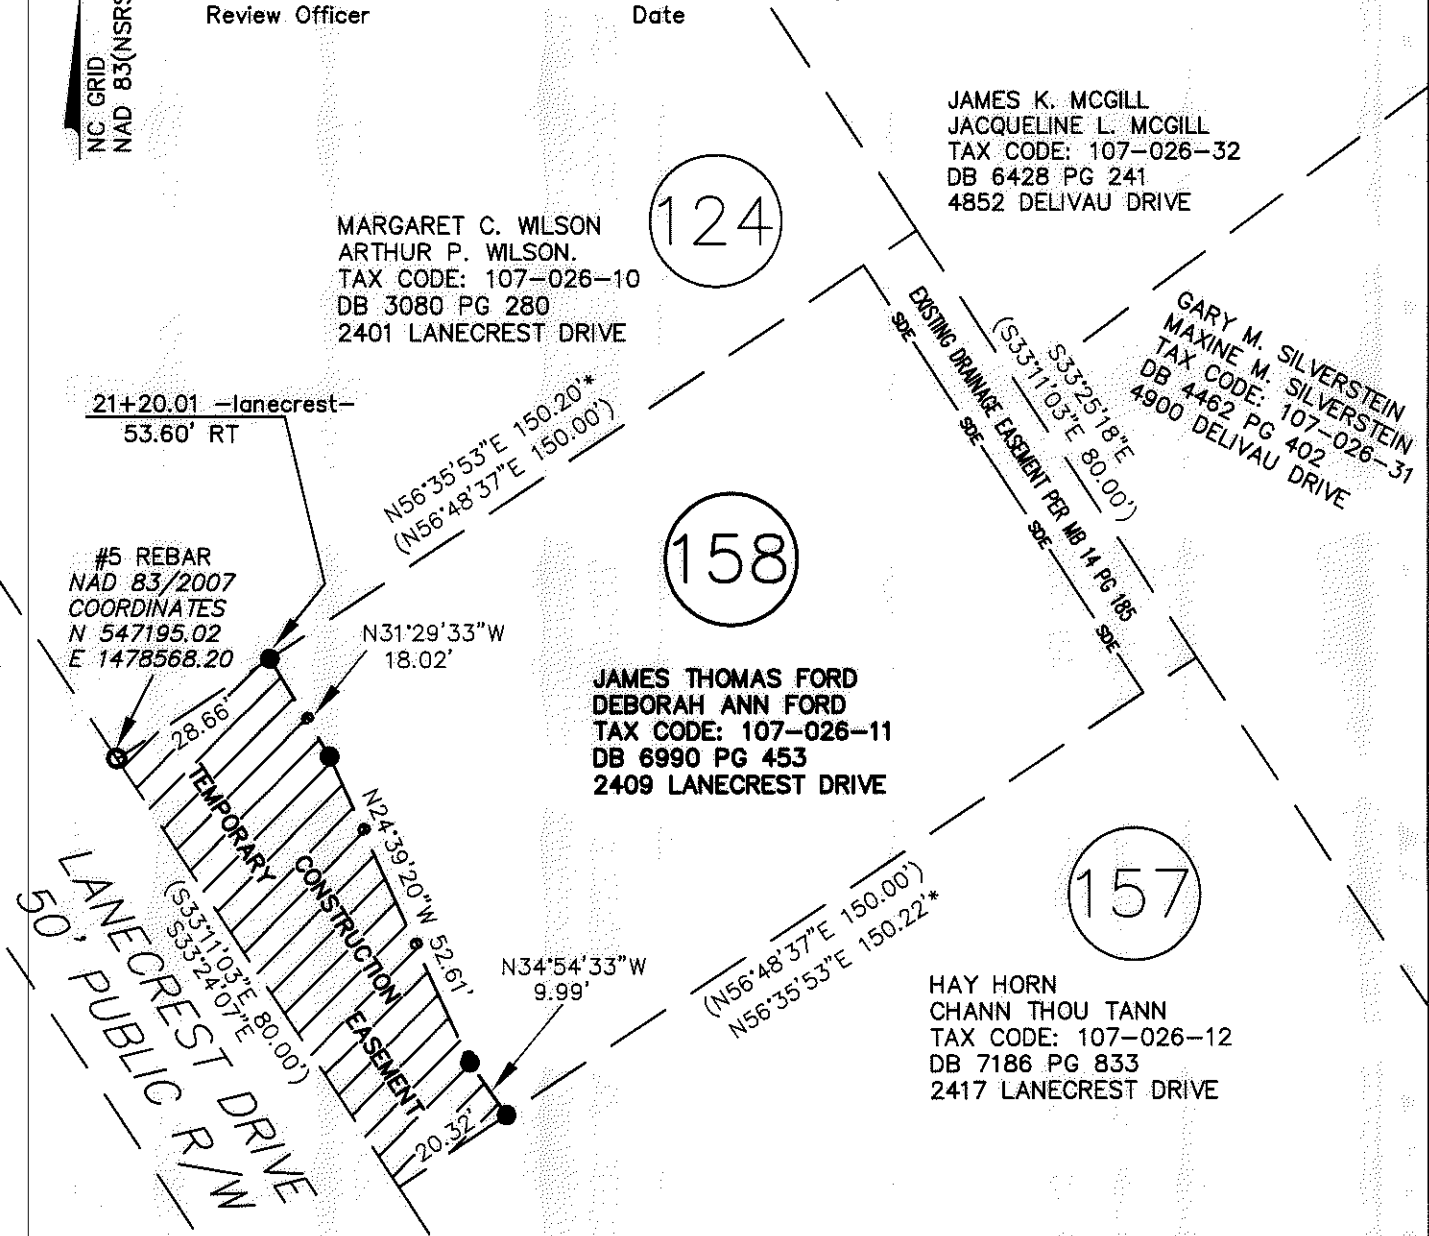 Review Officer
Date
NC GRID
NAD 83(NSRS
JAMES K. MCGILL
JACQUELINE L. MCGILL
TAX CODE: 107-026-32
DB 6428 PG 241
4852 DELIVAU DRIVE
124
MARGARET C. WILSON
ARTHUR P. WILSON.
TAX CODE: 107-026-10
DB 3080 PG 280
2401 LANECREST DRIVE
GARY M. SILVERSTEIN
MAXINE M. SILVERSTEIN
TAX CODE: 107-026-31
DB 4462 PG 402
4900 DELIVAU DRIVE
EXISTING DRAINAGE EASEMENT PER MB 14 PG 185
SDE
SDE
SDE
SDE
S33°25'18"E
(S33°11'03"E 80.00')
21+20.01 -lanecrest-
53.60' RT
N56°35'53"E 150.20'*
(N56°48'37"E 150.00')
158
#5 REBAR
NAD 83/2007
COORDINATES
N 547195.02
E 1478568.20
N31°29'33"W
18.02'
JAMES THOMAS FORD
DEBORAH ANN FORD
TAX CODE: 107-026-11
DB 6990 PG 453
2409 LANECREST DRIVE
28.66'
TEMPORARY
CONSTRUCTION
EASEMENT
N24°39'20"W 52.61'
(S33°11'03"E 80.00')
S33°24'07"E
LANECREST DRIVE
50' PUBLIC R/W
N34°54'33"W
9.99'
20.32'
(N56°48'37"E 150.00')
N56°35'53"E 150.22'*
157
HAY HORN
CHANN THOU TANN
TAX CODE: 107-026-12
DB 7186 PG 833
2417 LANECREST DRIVE